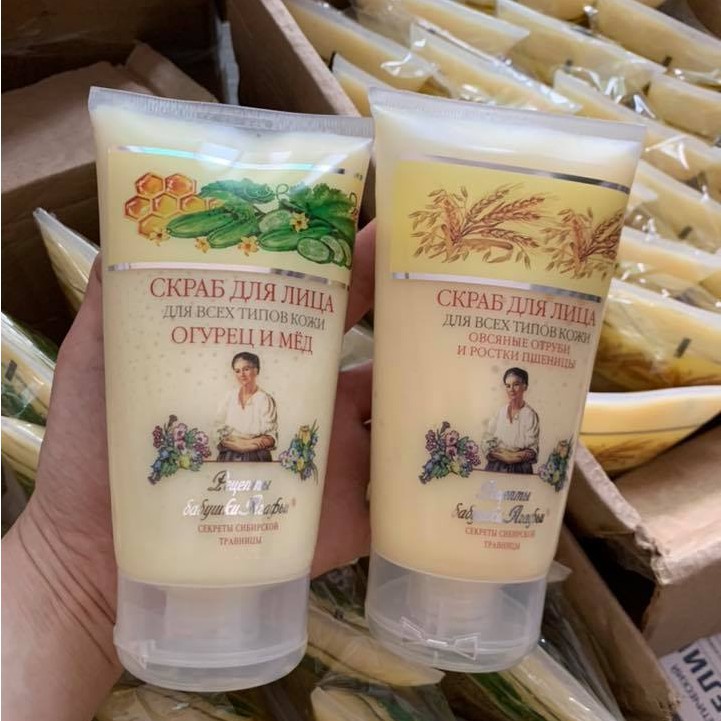 СКРАБ ДЛЯ ЛИЦА
ДЛЯ ВСЕХ ТИПОВ КОЖИ
ОГУРЕЦ И МЁД
Рецепты
бабушки Агафьи®
СЕКРЕТЫ СИБИРСКОЙ
ТРАВНИЦЫ
СКРАБ ДЛЯ ЛИЦА
ДЛЯ ВСЕХ ТИПОВ КОЖИ
ОВСЯНЫЕ ОТРУБИ
И РОСТКИ ПШЕНИЦЫ
Рецепты
бабушки Агафьи®
СЕКРЕТЫ СИБИРСКОЙ
ТРАВНИЦЫ